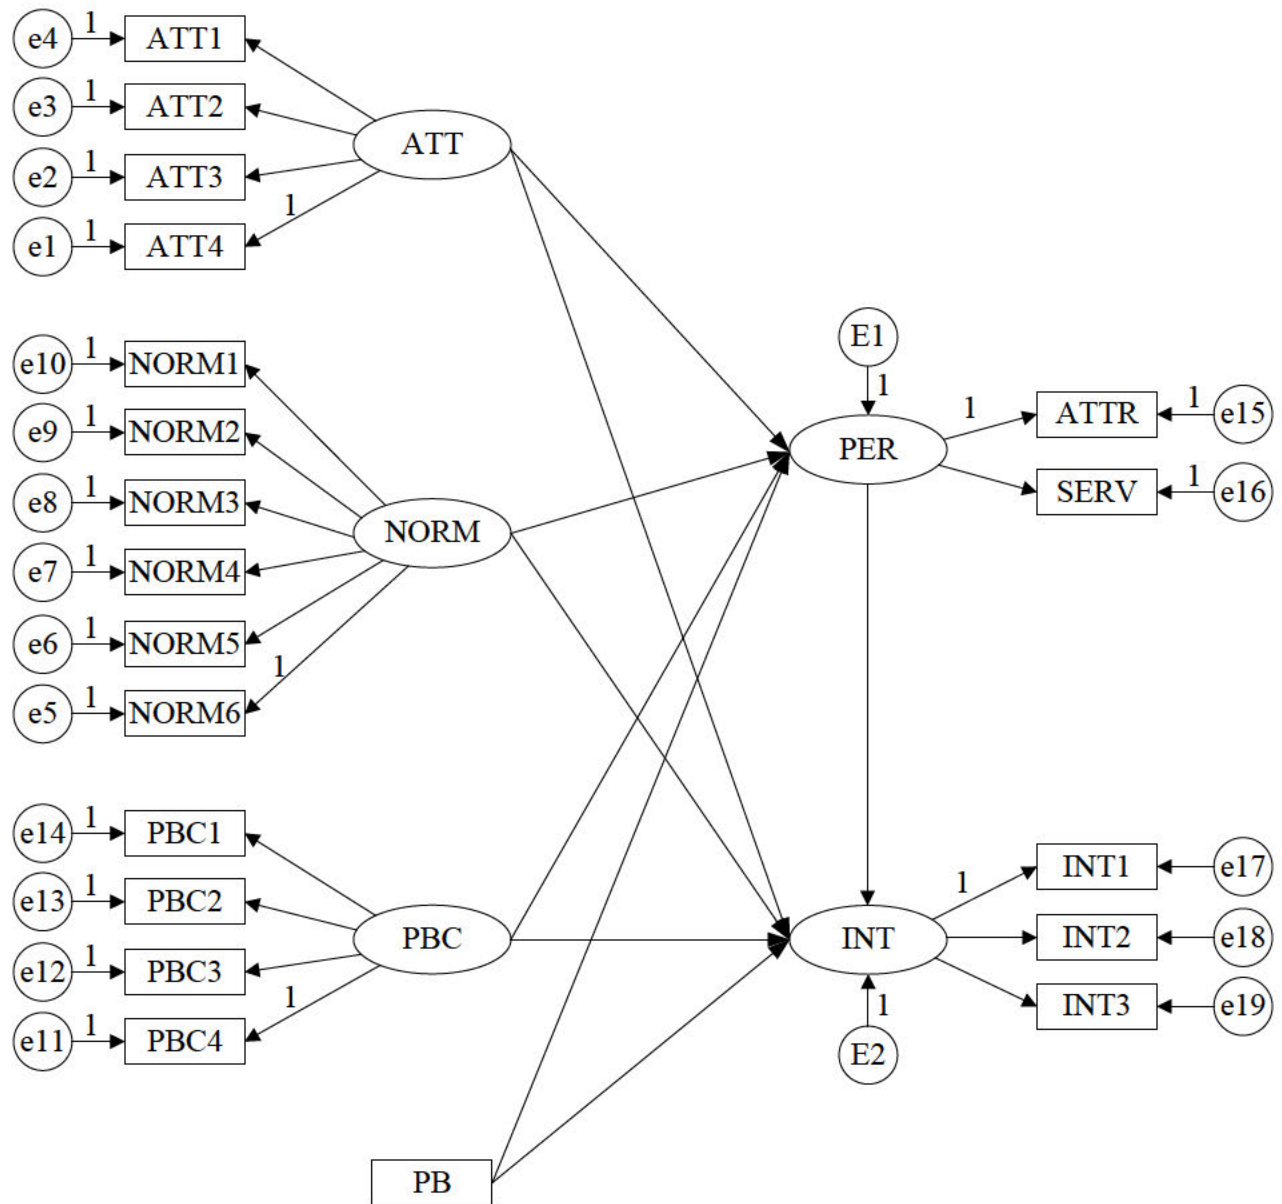 e4 1 ATT1
e3 1 ATT2
ATT
e2 1 ATT3
1
e1 1 ATT4
E1
1
e10 1 NORM1
e9 1 NORM2
e8 1 NORM3
NORM
e7 1 NORM4
e6 1 NORM5
1
e5 1 NORM6
PER
1 ATTR 1 e15
SERV 1 e16
e14 1 PBC1
e13 1 PBC2
PBC
e12 1 PBC3
1
e11 1 PBC4
INT
1 INT1 e17
INT2 e18
INT3 e19
1
E2
PB